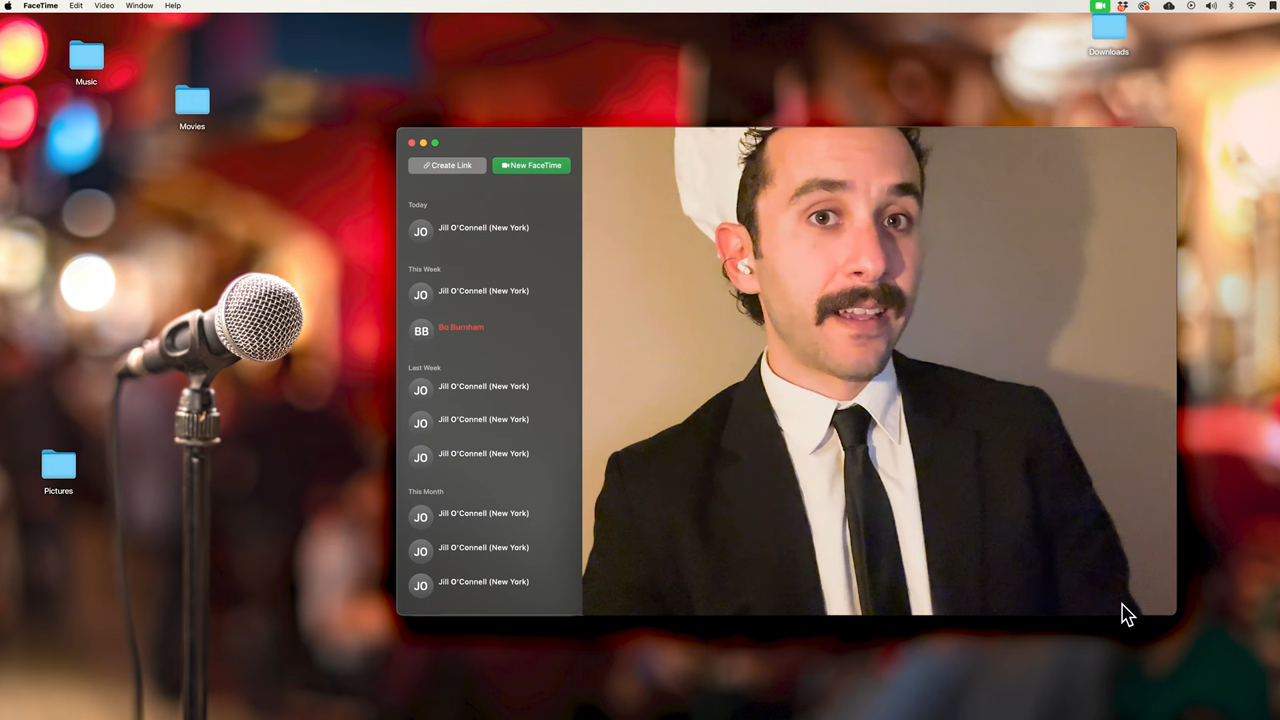 FaceTime Edit Video Window Help
Music
Movies
Downloads
Create Link New FaceTime
Today
JO Jill O'Connell (New York)
This Week
JO Jill O'Connell (New York)
BB Bo Burnham
Last Week
JO Jill O'Connell (New York)
JO Jill O'Connell (New York)
JO Jill O'Connell (New York)
This Month
JO Jill O'Connell (New York)
JO Jill O'Connell (New York)
JO Jill O'Connell (New York)
Pictures